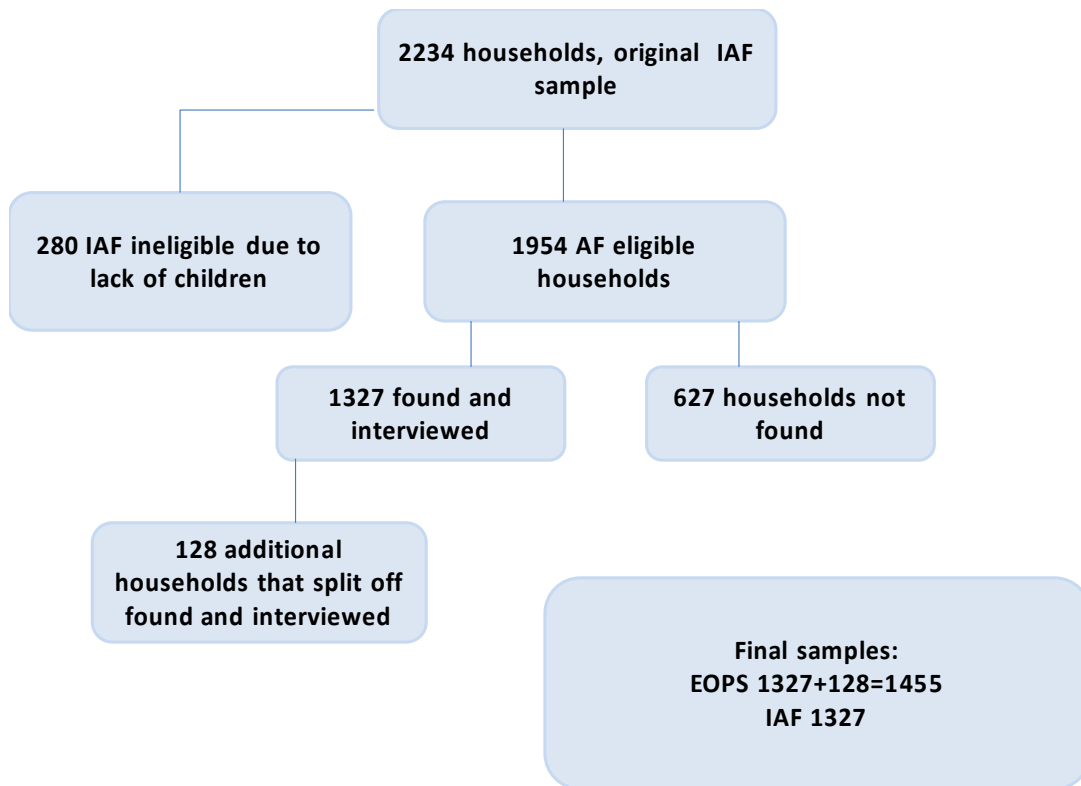 2234 households, original IAF
sample
280 IAF ineligible due to
lack of children
1954 AF eligible
households
1327 found and
interviewed
627 households not
found
128 additional
households that split off
found and interviewed
Final samples:
EOPS 1327+128=1455
IAF 1327